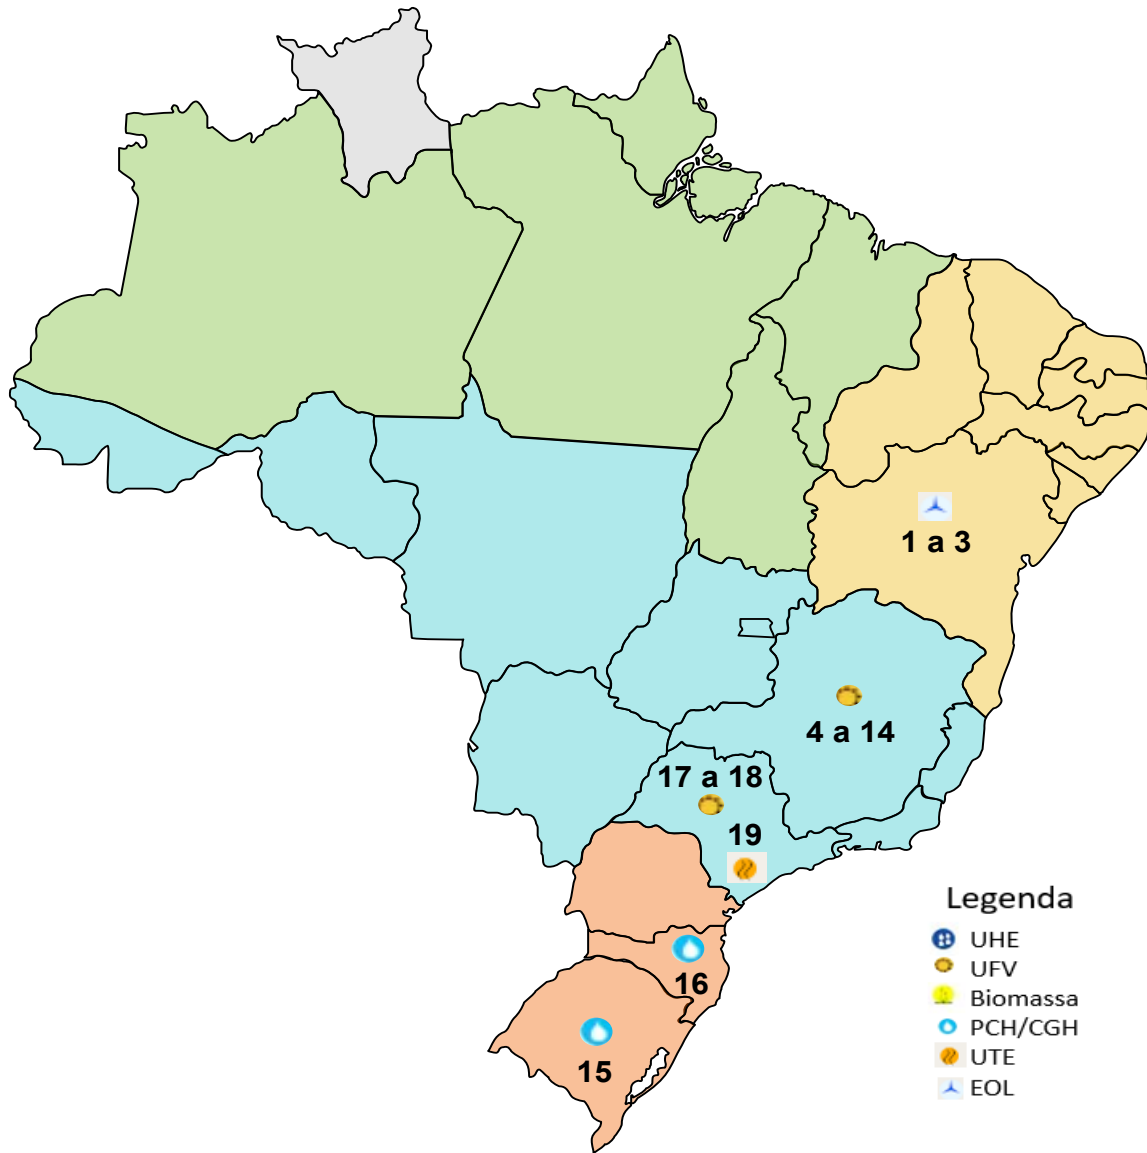 1 a 3
4 a 14
17 a 18
19
16
15
Legenda
UHE
UFV
Biomassa
PCH/CGH
UTE
EOL